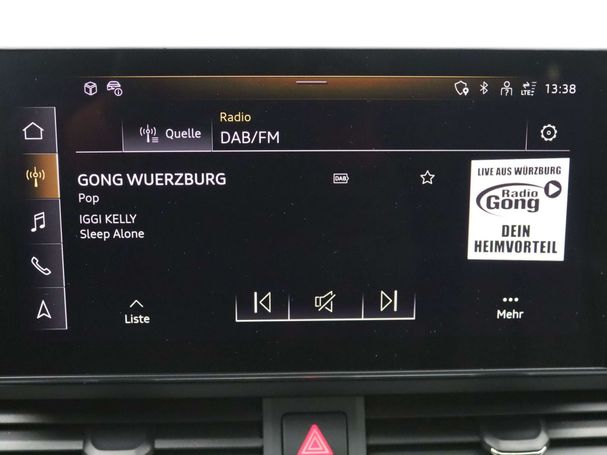 LTE
13:38
Quelle
Radio
DAB/FM
GONG WUERZBURG
DAB
Pop
IGGI KELLY
Sleep Alone
LIVE AUS WÜRZBURG
Radio
Gong
DEIN
HEIMVORTEIL
Liste
Mehr